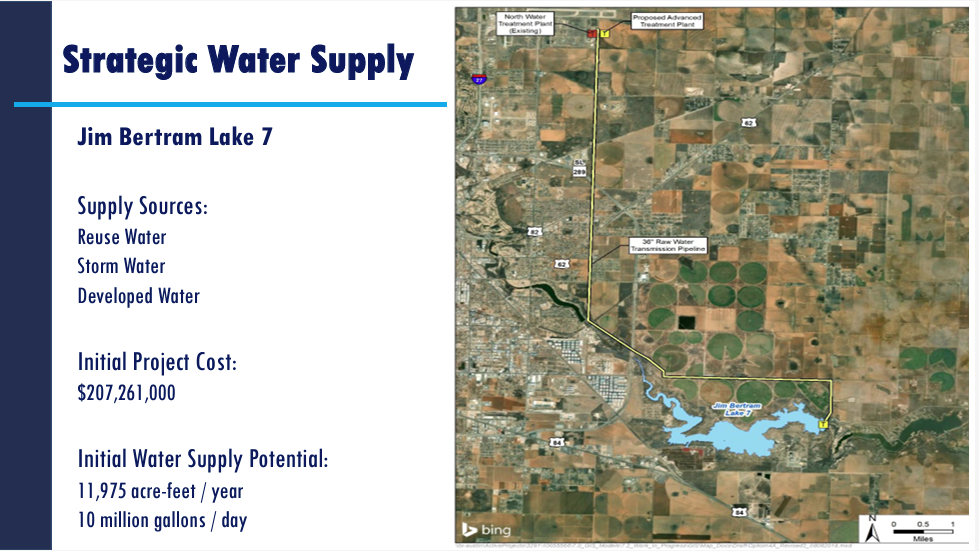 Strategic Water Supply
Jim Bertram Lake 7
Supply Sources:
Reuse Water
Storm Water
Developed Water
Initial Project Cost:
$207,261,000
Initial Water Supply Potential:
11,975 acre-feet / year
10 million gallons / day
North Water
Treatment Plant
(Existing)
Proposed Advanced
Treatment Plant
27
62
SL
289
82
62
36" Raw Water
Transmission Pipeline
Jim Bertram
Lake 7
84
84
bing
N
0 0.5 1
Miles